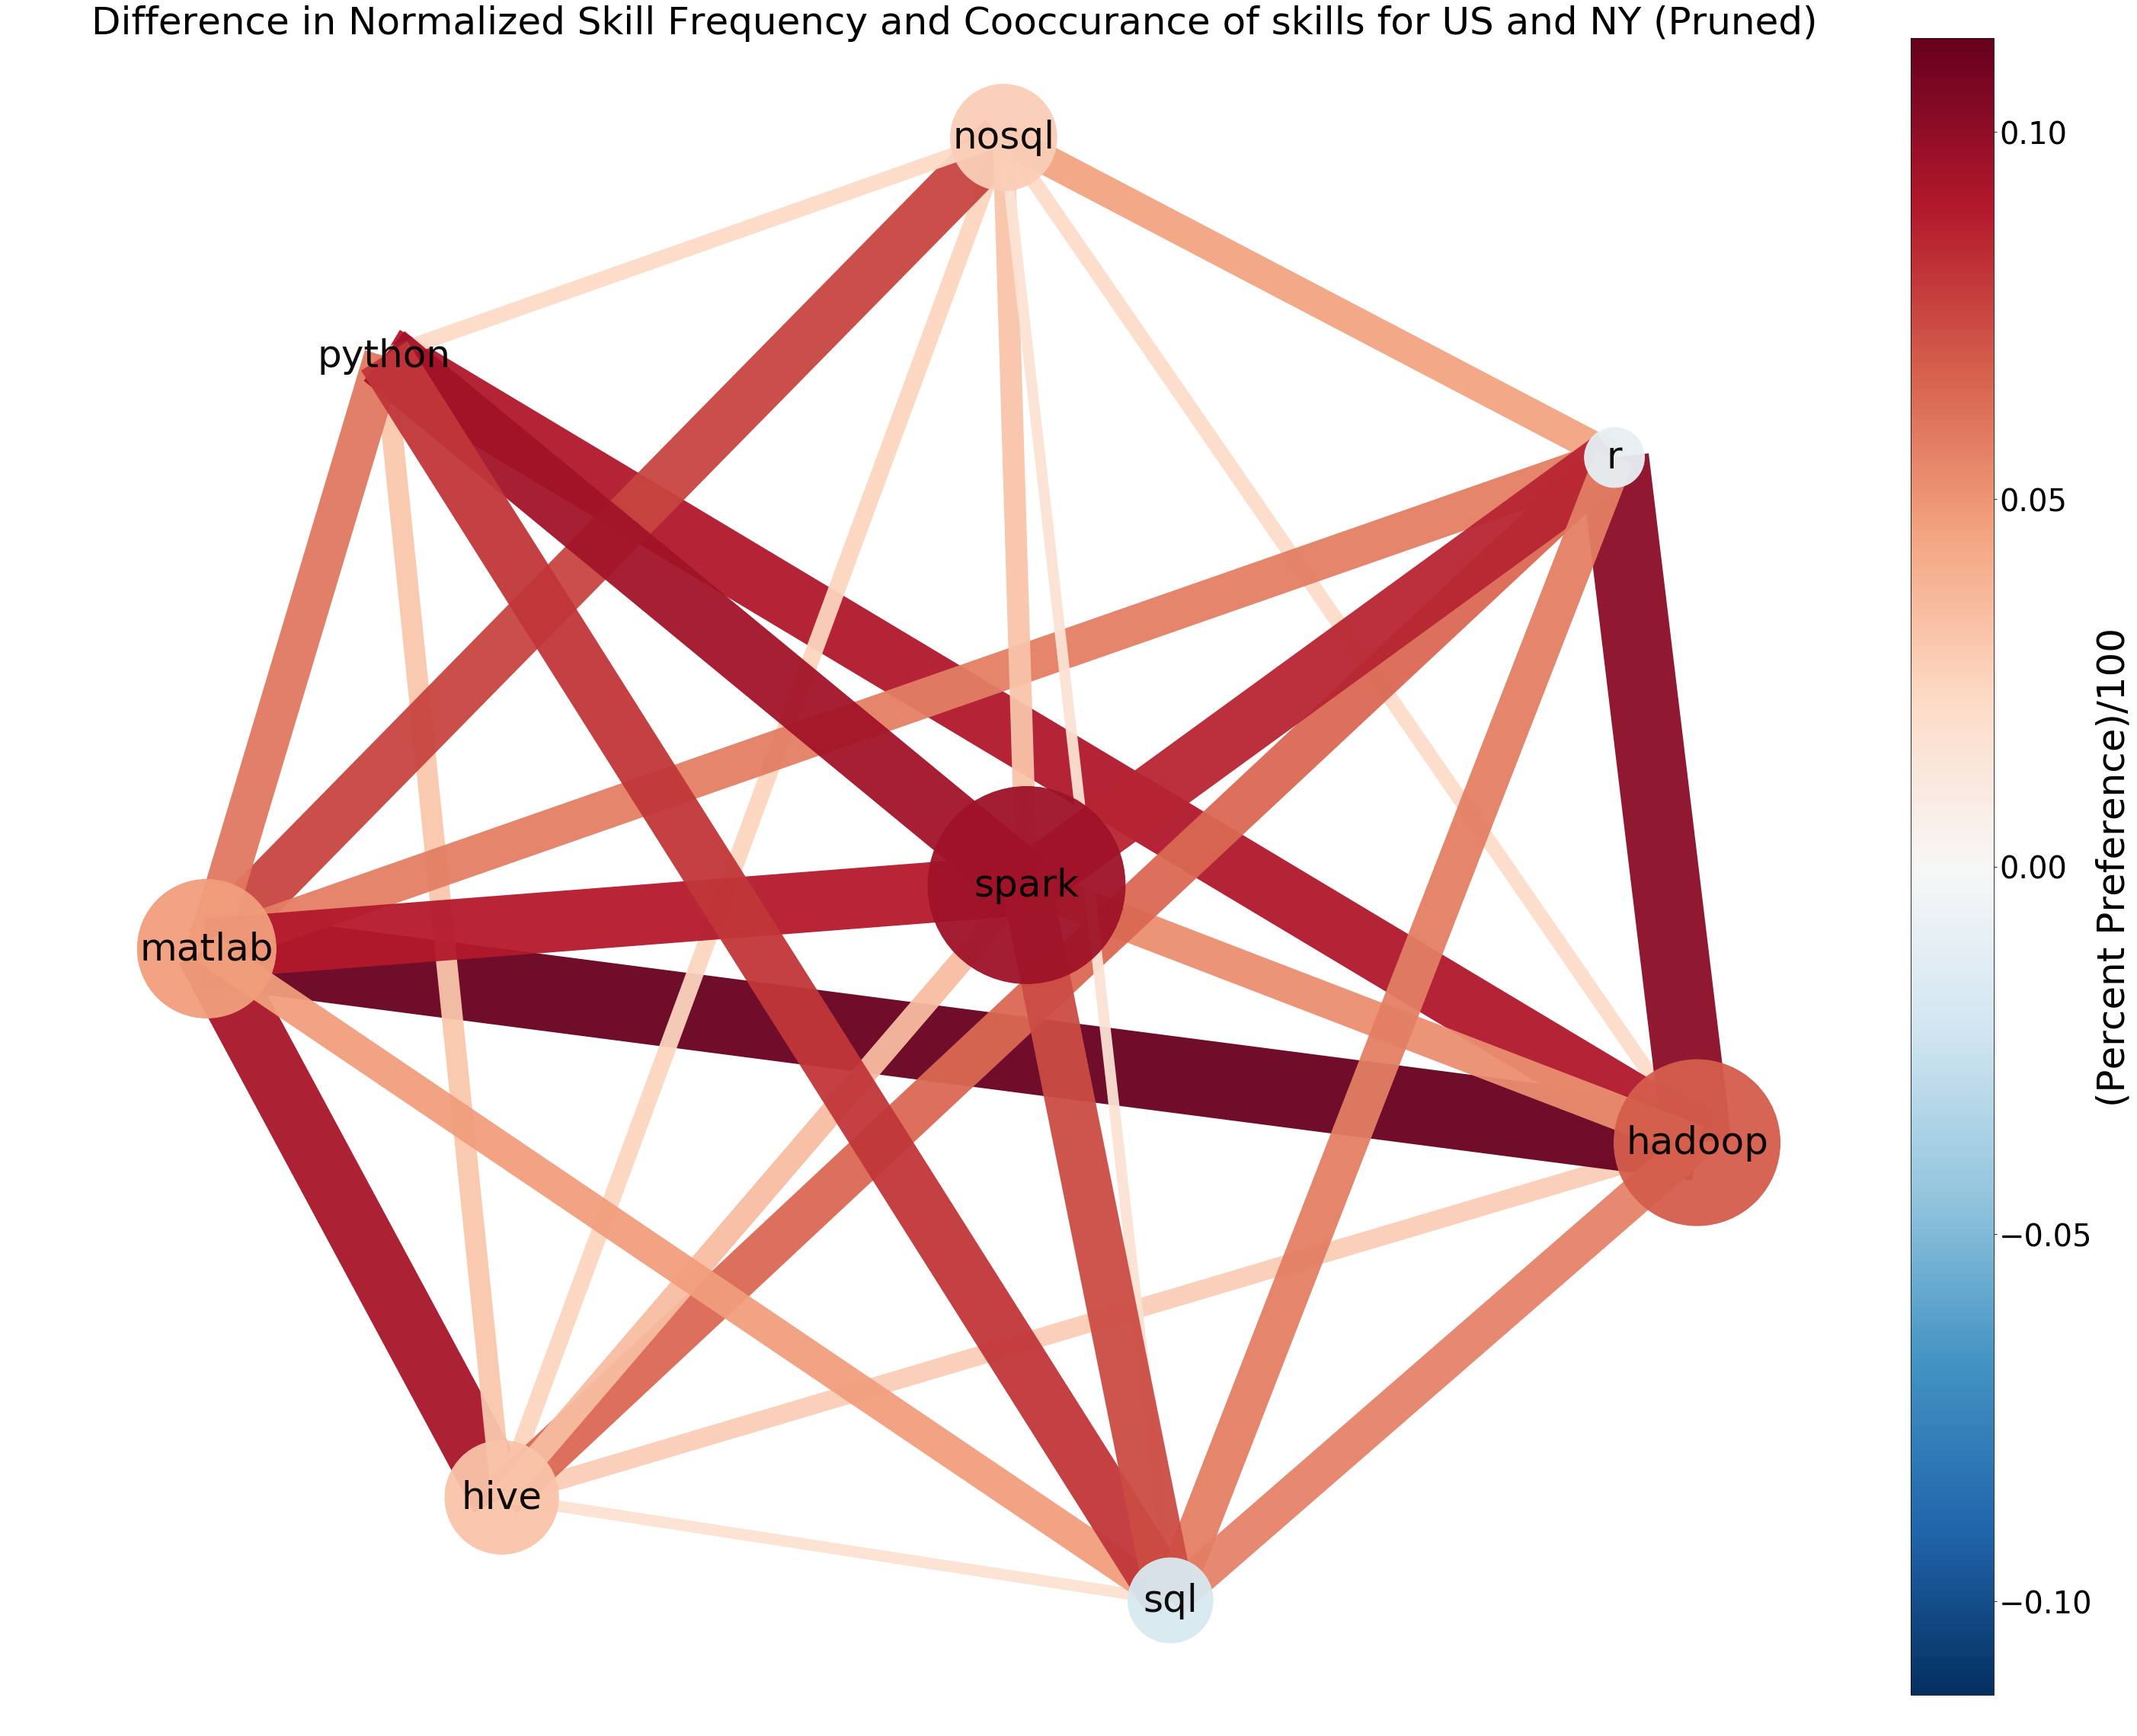 Difference in Normalized Skill Frequency and Cooccurance of skills for US and NY (Pruned)
nosql
python
r
spark
matlab
hadoop
hive
sql
0.10
0.05
0.00
−0.05
−0.10
(Percent Preference)/100